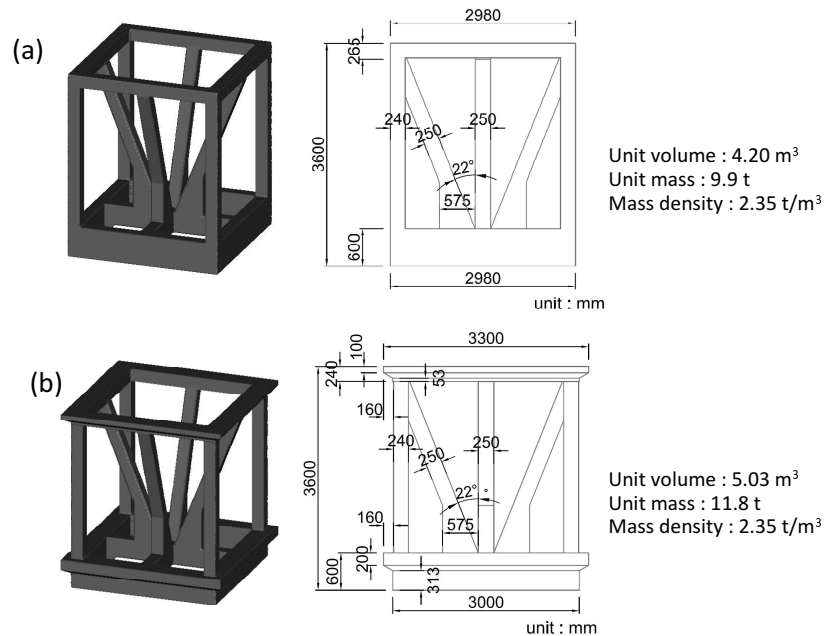 (a)
2980
265
240
250
250
3600
22°
575
600
2980
unit : mm
Unit volume : 4.20 m³
Unit mass : 9.9 t
Mass density : 2.35 t/m³
(b)
3300
100
240
53
160
240
250
250
3600
22°
575
160
200
600
313
3000
unit : mm
Unit volume : 5.03 m³
Unit mass : 11.8 t
Mass density : 2.35 t/m³